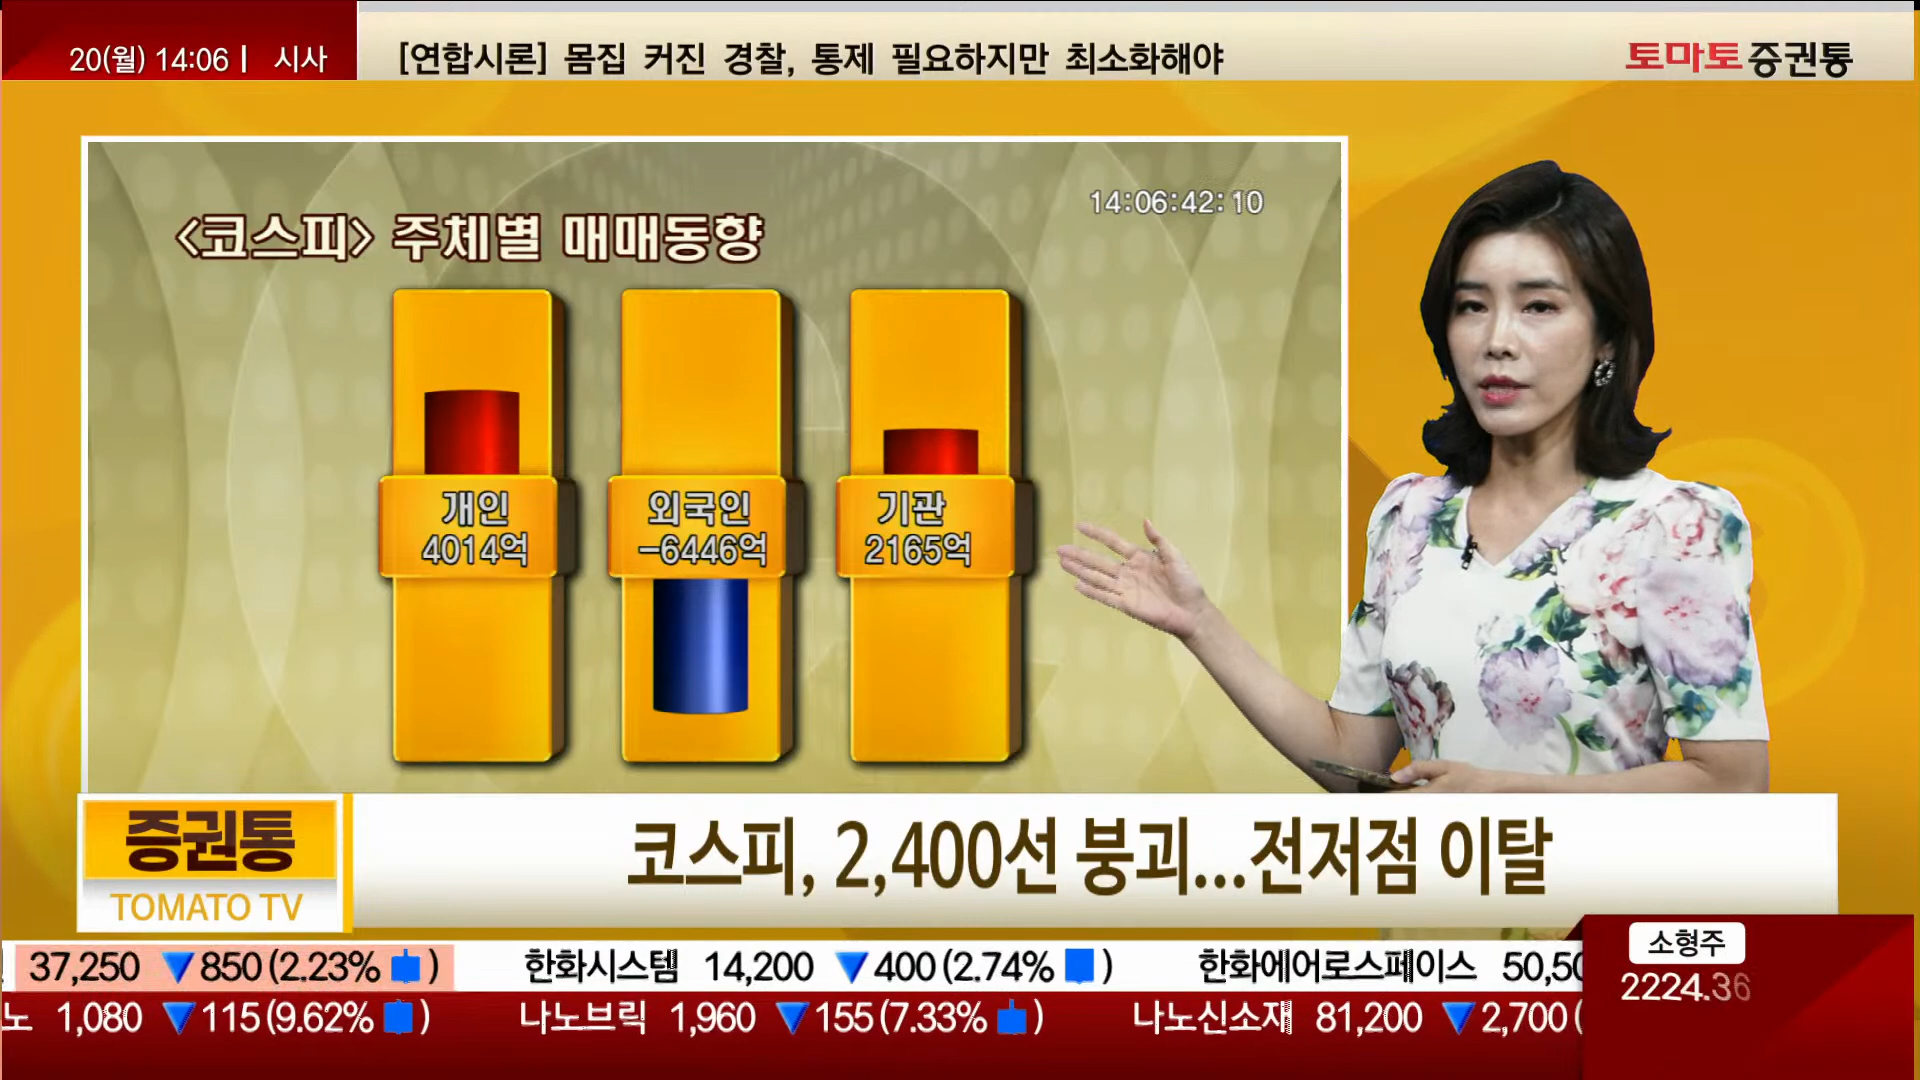 20(월) 14:06 | 시사
[연합시론] 몸집 커진 경찰, 통제 필요하지만 최소화해야
토마토증권통
14:06:42:10
<코스피> 주체별 매매동향
개인
4014억
외국인
-6446억
기관
2165억
증권통
TOMATO TV
코스피, 2,400선 붕괴...전저점 이탈
37,250 ▼850(2.23% ) 한화시스템 14,200 ▼400(2.74% ) 한화에어로스페이스 50,50
노 1,080 ▼115(9.62% ) 나노브릭 1,960 ▼155(7.33% ) 나노신소재 81,200 ▼2,700(
소형주
2224.36